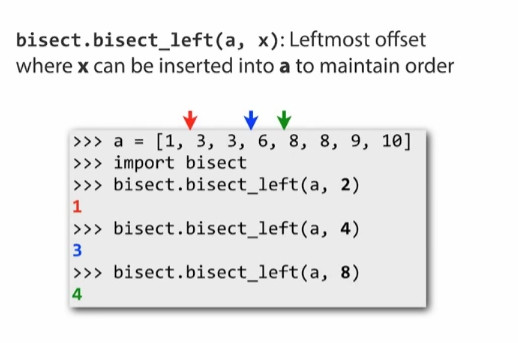 bisect.bisect_left(a, x): Leftmost offset
where x can be inserted into a to maintain order
>>> a = [1, 3, 3, 6, 8, 8, 9, 10]
>>> import bisect
>>> bisect.bisect_left(a, 2)
1
>>> bisect.bisect_left(a, 4)
3
>>> bisect.bisect_left(a, 8)
4